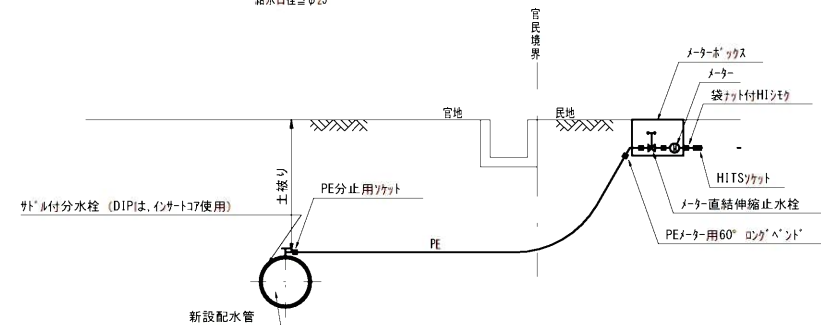 官民境界
メーターボックス
メーター
袋ナット付HIシモク
官地
民地
HITSソケット
土被り
PE分止用ソケット
サドル付分水栓 (DIPは,インサートコア使用)
メーター直結伸縮止水栓
PE
PEメーター用60° ロングベンド
新設配水管